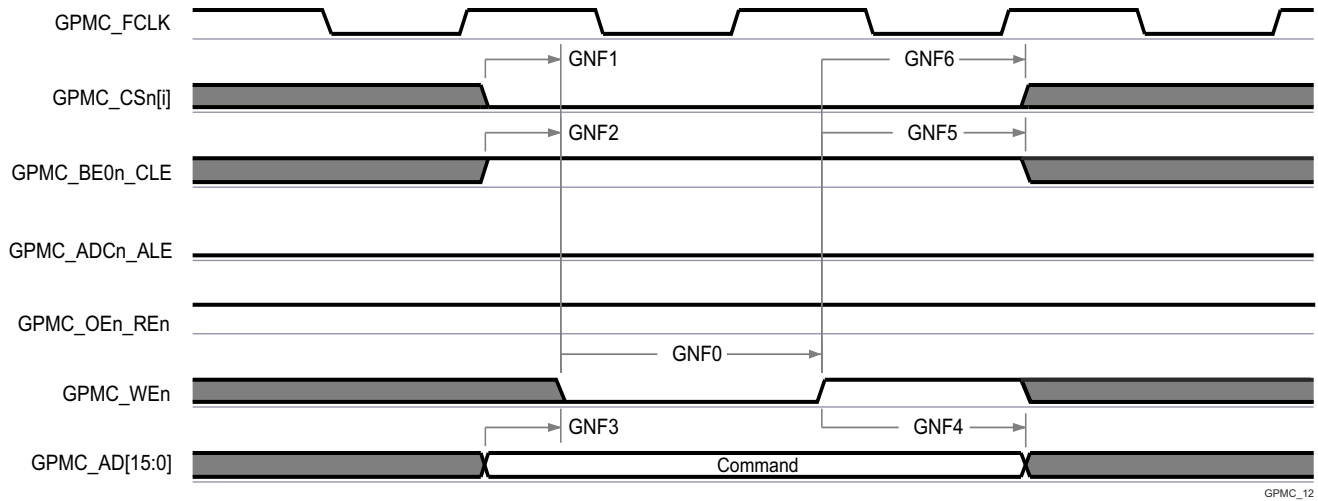 GPMC_FCLK
GNF1
GNF6
GPMC_CSn[i]
GNF2
GNF5
GPMC_BE0n_CLE
GPMC_ADCn_ALE
GPMC_OEn_REn
GNF0
GPMC_WEn
GNF3
GNF4
GPMC_AD[15:0]
Command
GPMC_12